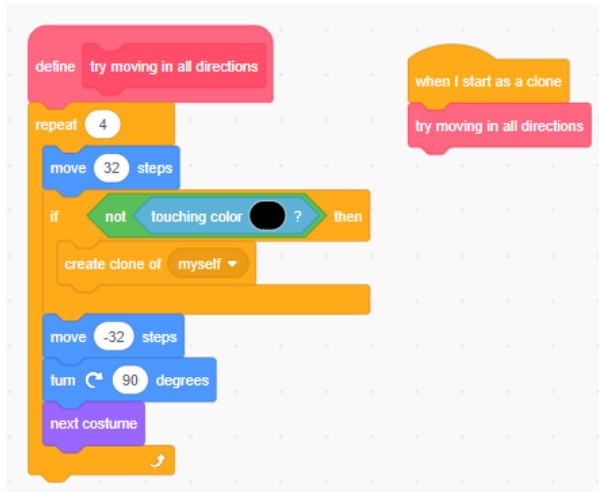 define try moving in all directions
repeat 4
move 32 steps
if not touching color ? then
create clone of myself
move -32 steps
turn 90 degrees
next costume
when I start as a clone
try moving in all directions